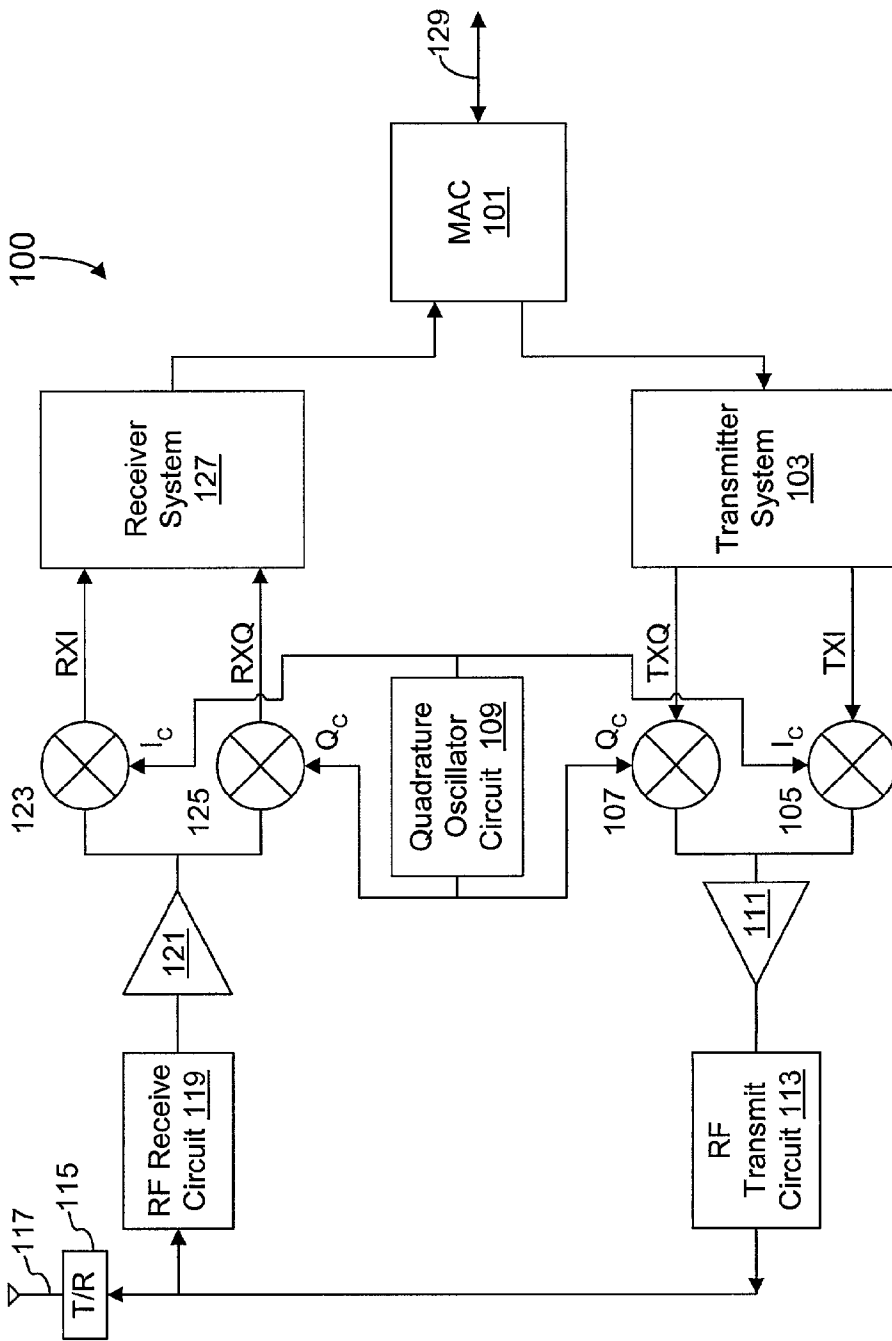 100
117
115
T/R
RF Receive
Circuit 119
121
123
125
I_C
Q_C
RXI
RXQ
Receiver
System
127
MAC
101
129
Quadrature
Oscillator
Circuit 109
RF
Transmit
Circuit 113
111
107
105
Q_C
I_C
TXQ
TXI
Transmitter
System
103